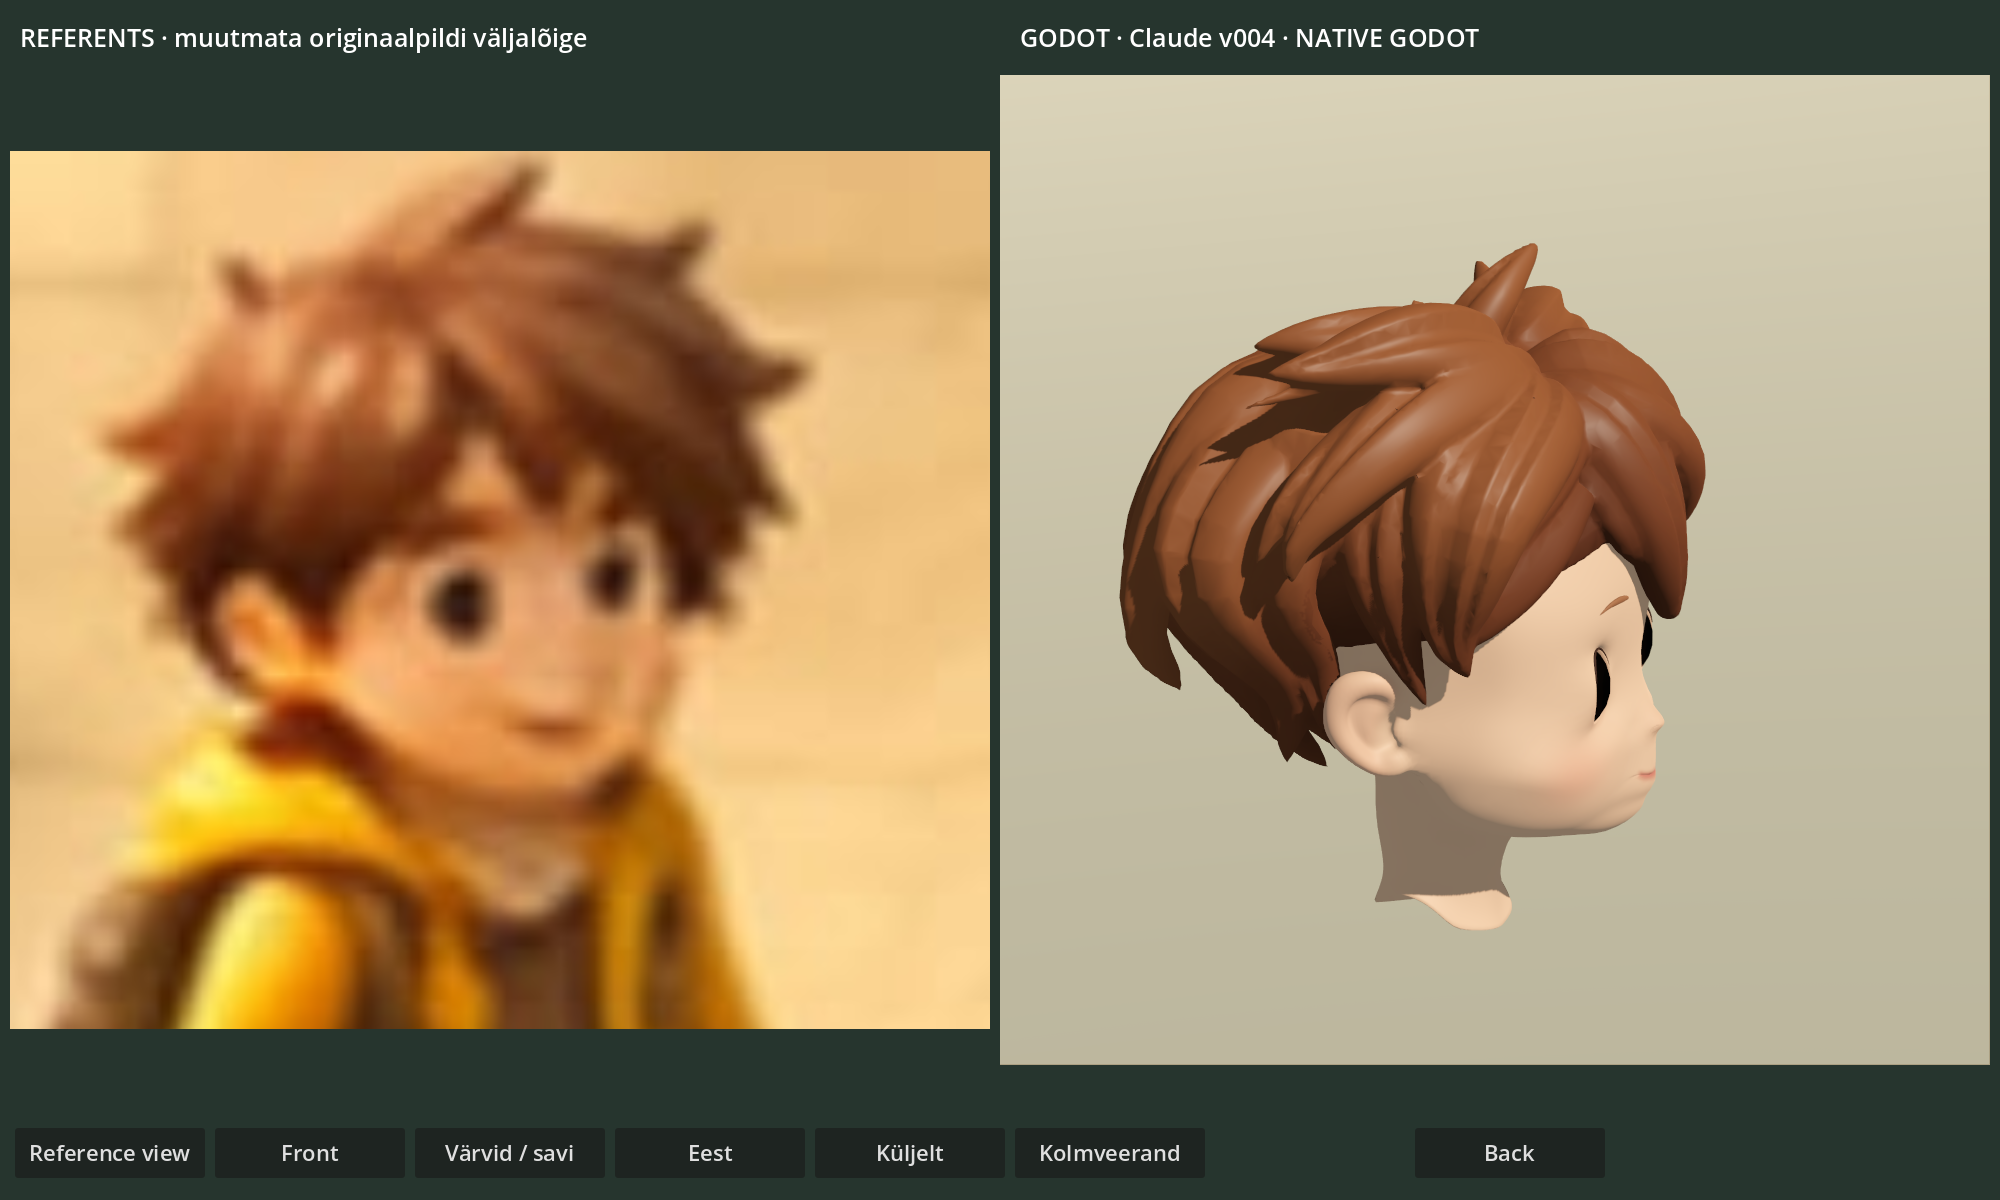 REFERENTS · muutmata originaalpildi väljalõige
GODOT · Claude v004 · NATIVE GODOT
Reference view
Front
Värvid / savi
Eest
Küljelt
Kolmveerand
Back